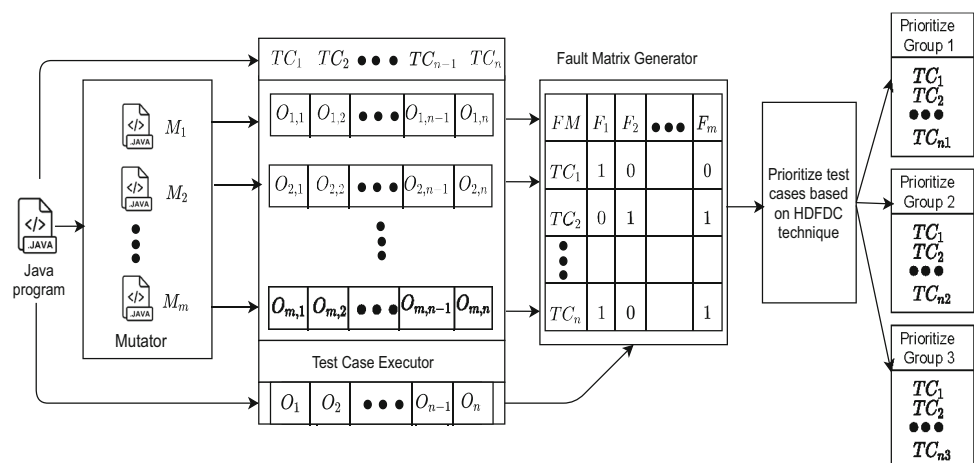 Prioritize
Group 1
TC₁ TC₂ ●●● TCₙ₋₁ TCₙ
Fault Matrix Generator
TC₁
TC₂
●●●
TCₙ₁
</>
.JAVA
M₁
O₁,₁ O₁,₂ ●●● O₁,ₙ₋₁ O₁,ₙ
FM F₁ F₂ ●●● Fₘ
TC₁ 1 0 0
</>
.JAVA
M₂
O₂,₁ O₂,₂ ●●● O₂,ₙ₋₁ O₂,ₙ
TC₂ 0 1 1
Prioritize test
cases based
on HDFDC
technique
Prioritize
Group 2
TC₁
TC₂
●●●
TCₙ₂
</>
.JAVA
Java
program
</>
.JAVA
Mₘ
Mutator
Oₘ,₁ Oₘ,₂ ●●● Oₘ,ₙ₋₁ Oₘ,ₙ
TCₙ 1 0 1
Test Case Executor
O₁ O₂ ●●● Oₙ₋₁ Oₙ
Prioritize
Group 3
TC₁
TC₂
●●●
TCₙ₃